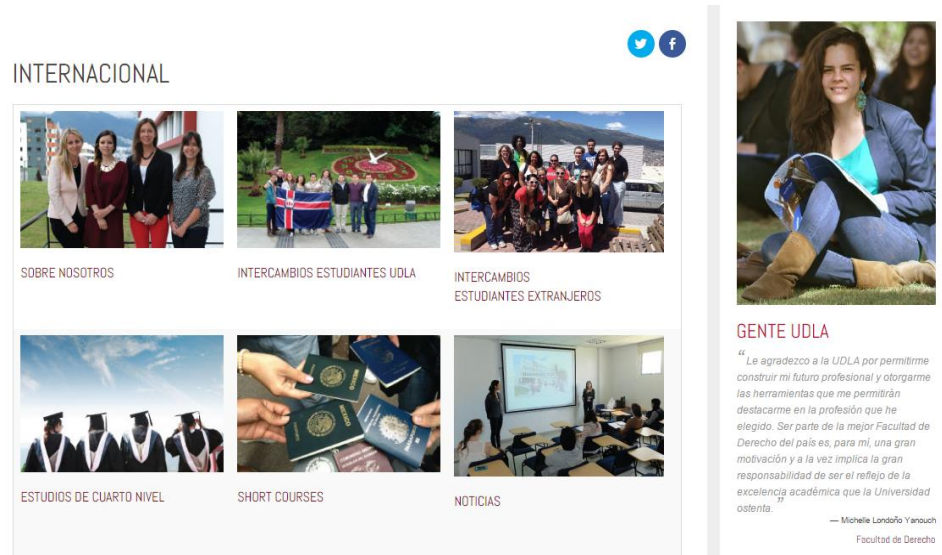 INTERNACIONAL
SOBRE NOSOTROS
INTERCAMBIOS ESTUDIANTES UDLA
INTERCAMBIOS
ESTUDIANTES EXTRANJEROS
ESTUDIOS DE CUARTO NIVEL
SHORT COURSES
NOTICIAS
GENTE UDLA
“ Le agradezco a la UDLA por permitirme
construir mi futuro profesional y otorgarme
las herramientas que me permitirán
destacarme en la profesión que he
elegido. Ser parte de la mejor Facultad de
Derecho del país es, para mí, una gran
motivación y a la vez implica la gran
responsabilidad de ser el reflejo de la
excelencia académica que la Universidad
ostenta. ”
— Michelle Londoño Yanouch
Facultad de Derecho